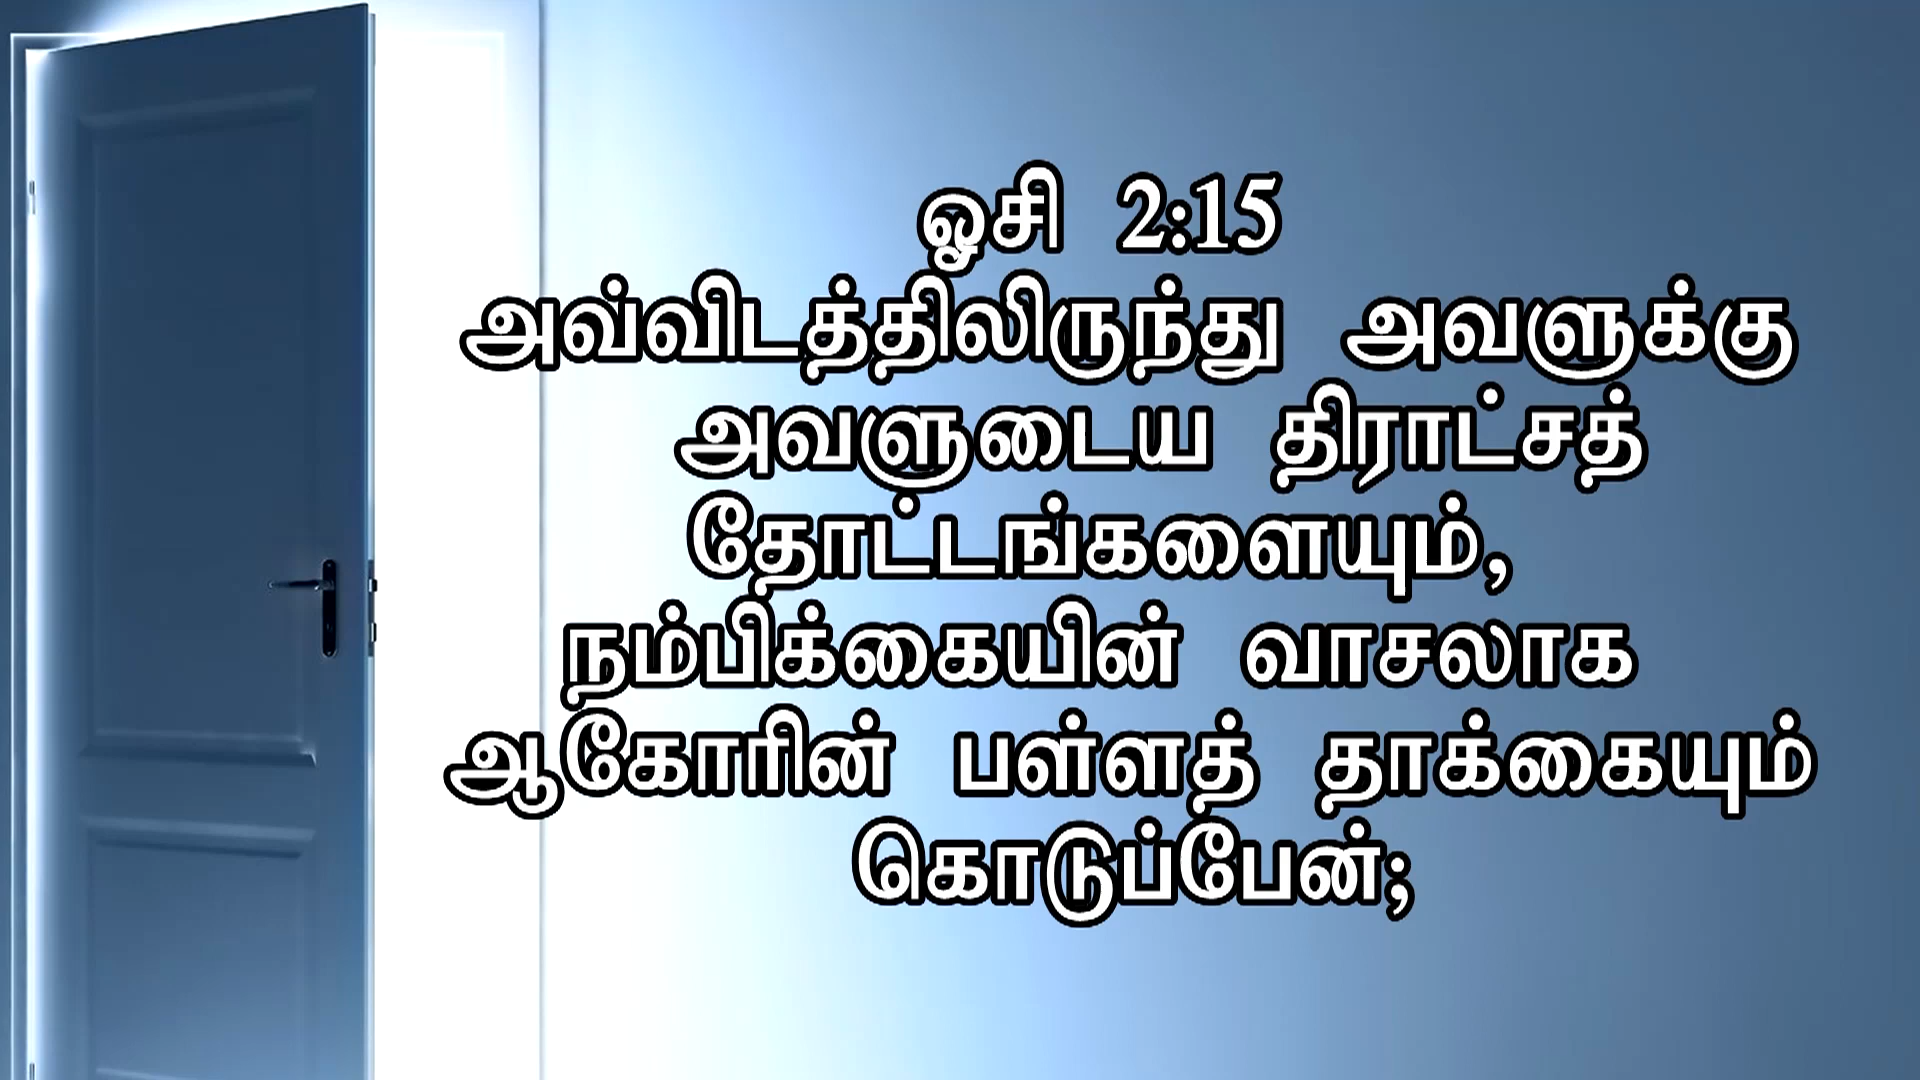 ஓசி 2:15
அவ்விடத்திலிருந்து அவளுக்கு
அவளுடைய திராட்சத்
தோட்டங்களையும்,
நம்பிக்கையின் வாசலாக
ஆகோரின் பள்ளத் தாக்கையும்
கொடுப்பேன்;